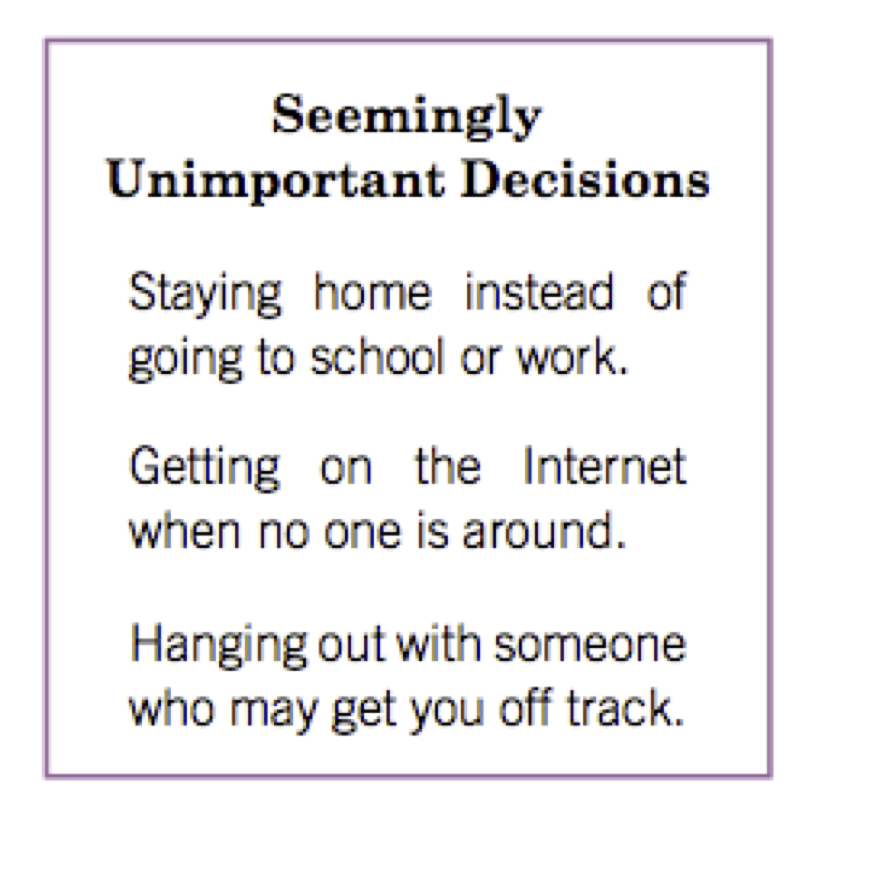 Seemingly
Unimportant Decisions
Staying home instead of
going to school or work.
Getting on the Internet
when no one is around.
Hanging out with someone
who may get you off track.